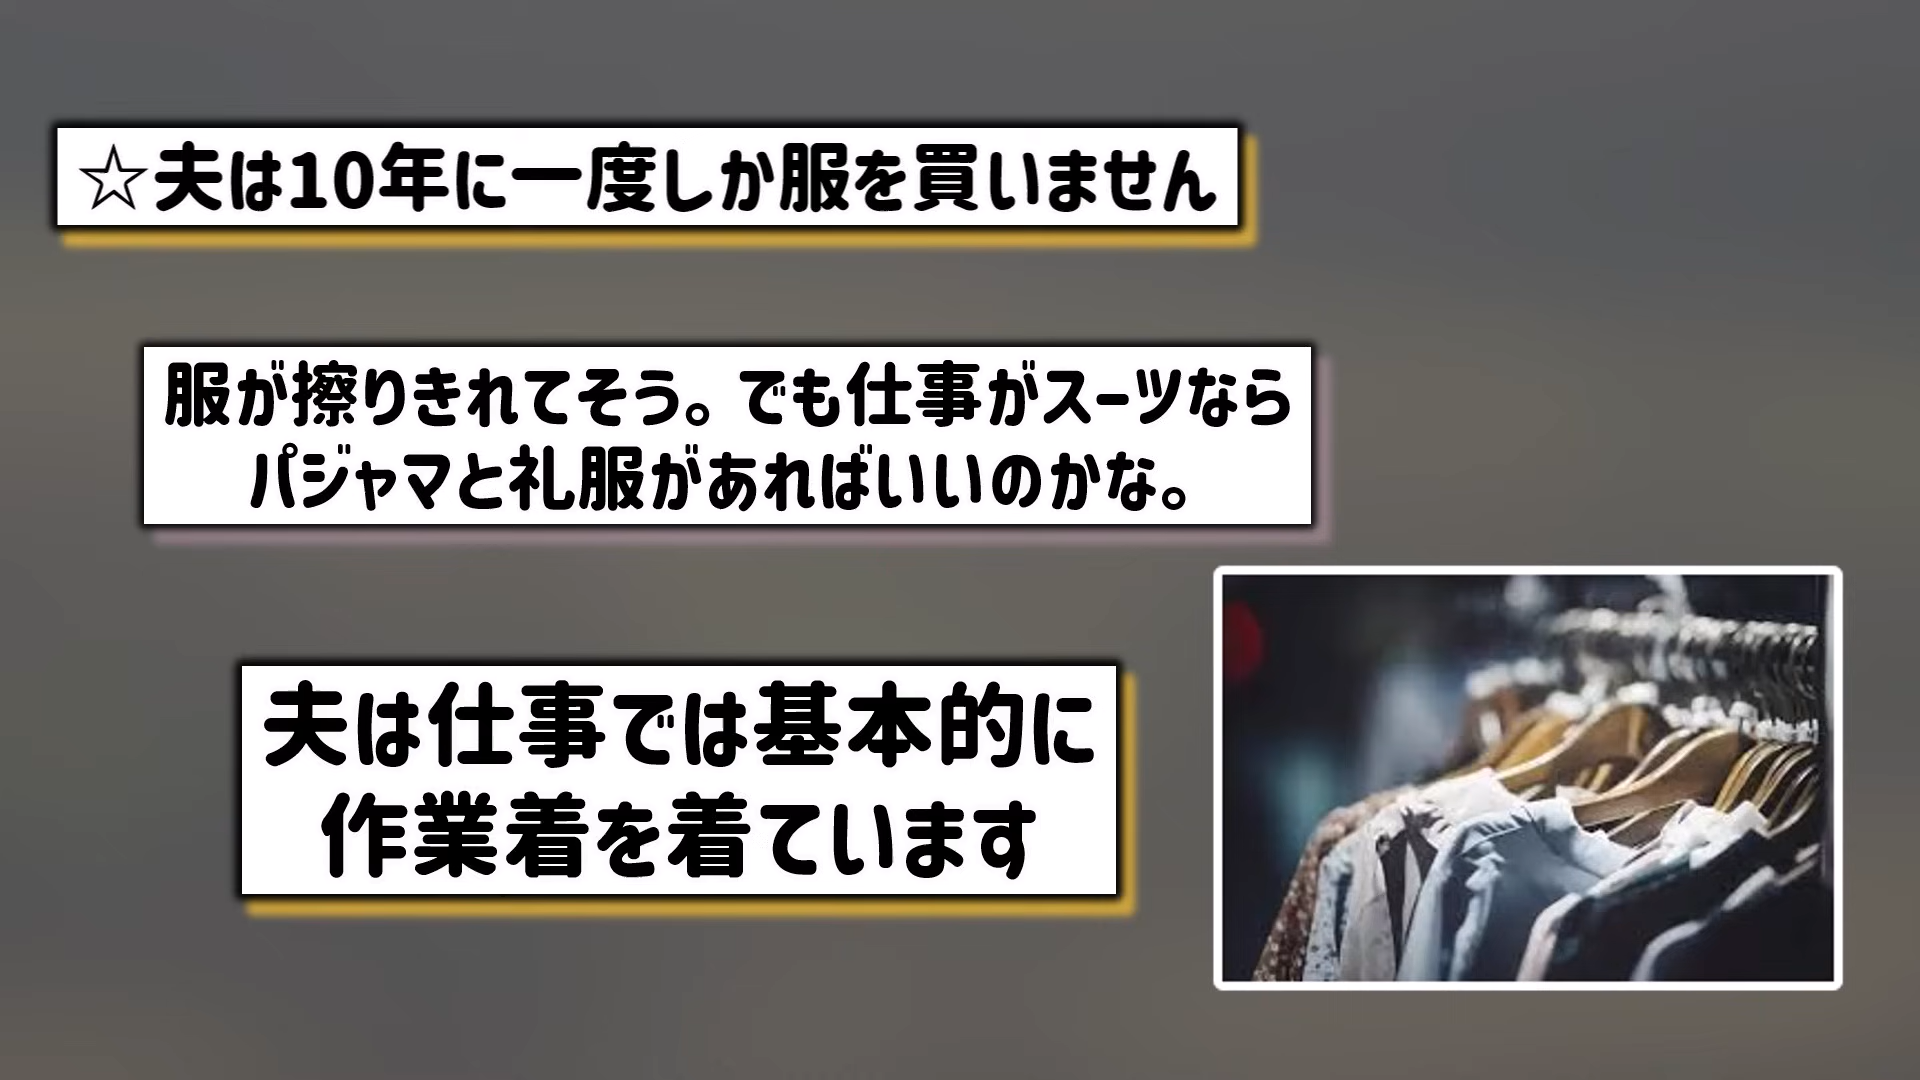 ☆夫は10年に一度しか服を買いません
服が擦りきれてそう。でも仕事がスーツなら
パジャマと礼服があればいいのかな。
夫は仕事では基本的に
作業着を着ています